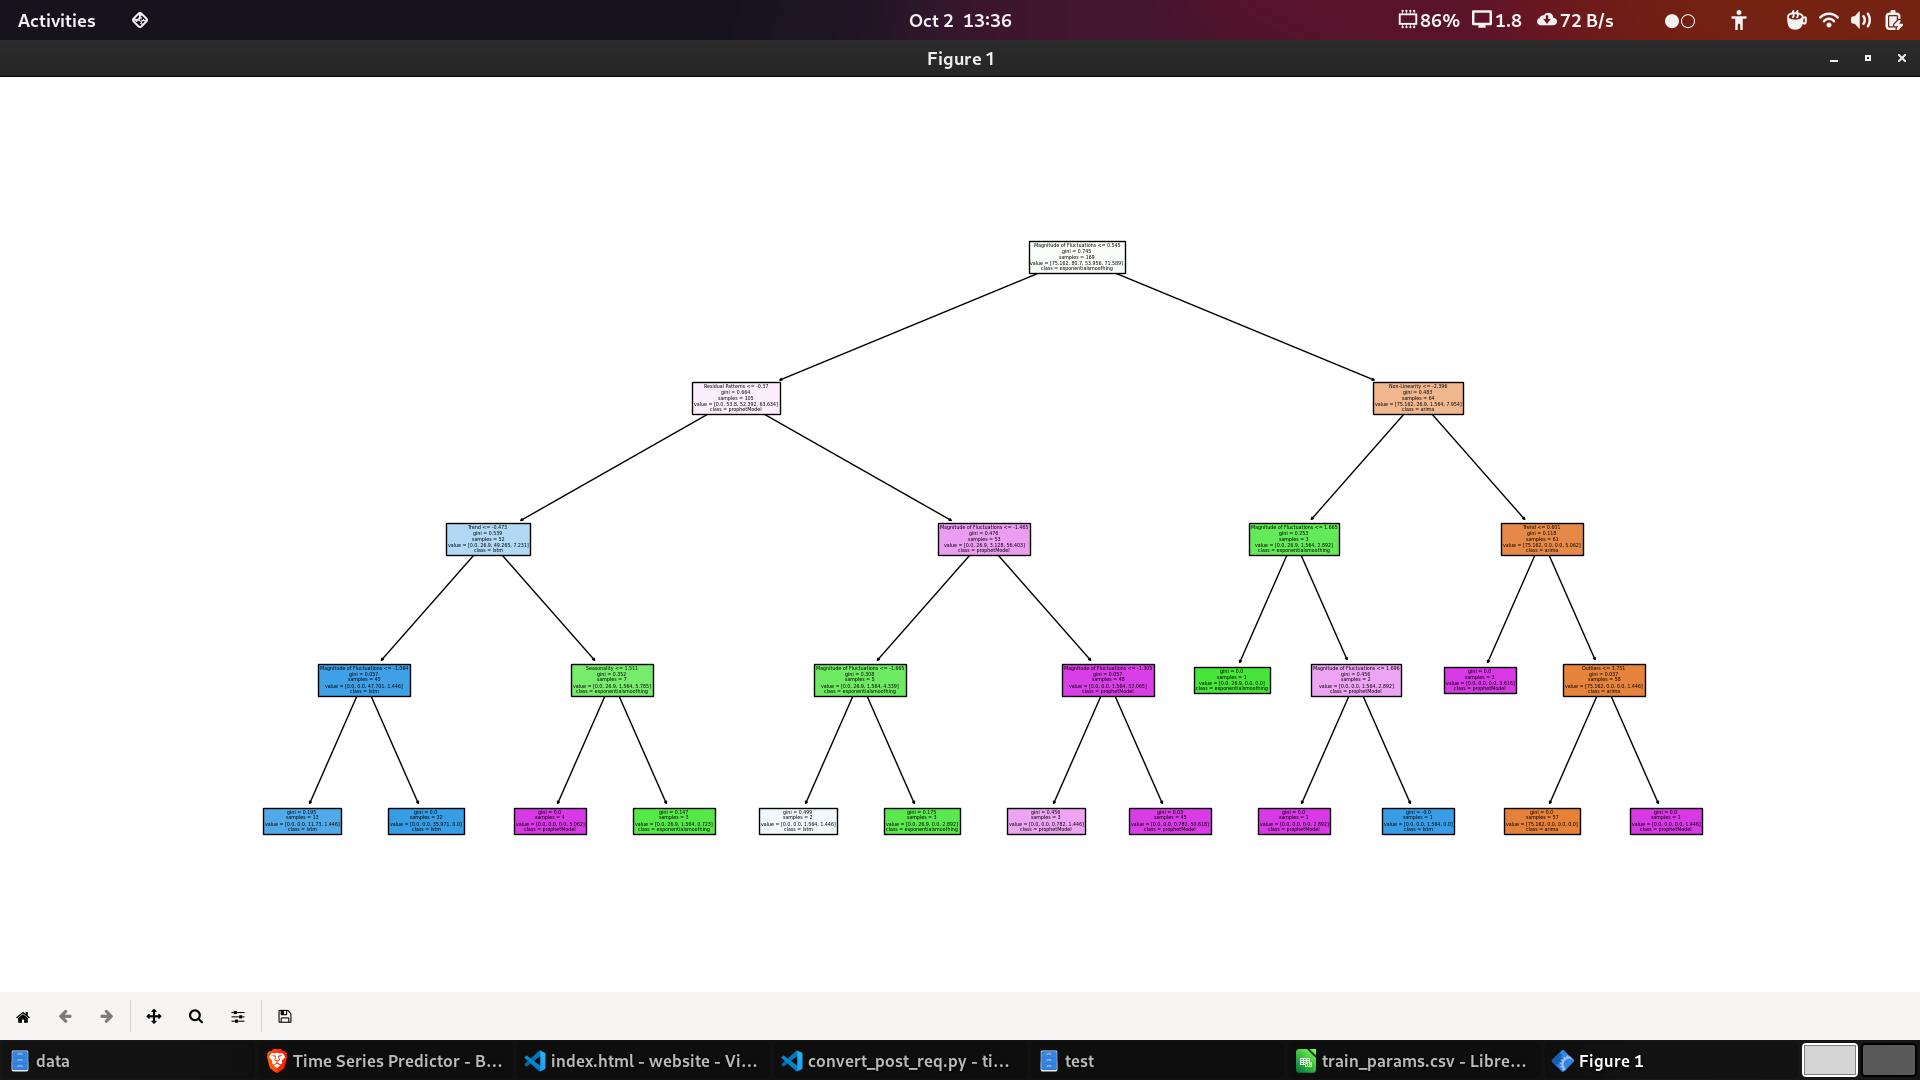 Activities
Oct 2 13:36
86%
1.8
72 B/s
Figure 1
Magnitude of Fluctuations <= 0.545
gini = 0.745
samples = 169
value = [75.162, 80.7, 53.956, 71.589]
class = exponentialsmoothing
Residual Patterns <= -0.37
gini = 0.664
samples = 105
value = [0.0, 53.8, 52.392, 63.634]
class = prophetModel
Non-Linearity <= -2.396
gini = 0.483
samples = 64
value = [75.162, 26.9, 1.564, 7.954]
class = arima
Trend <= -0.473
gini = 0.539
samples = 52
value = [0.0, 26.9, 49.265, 7.231]
class = lstm
Magnitude of Fluctuations <= -1.465
gini = 0.476
samples = 53
value = [0.0, 26.9, 3.128, 56.403]
class = prophetModel
Magnitude of Fluctuations <= 1.665
gini = 0.253
samples = 3
value = [0.0, 26.9, 1.564, 2.892]
class = exponentialsmoothing
Trend <= 0.601
gini = 0.118
samples = 61
value = [75.162, 0.0, 0.0, 5.062]
class = arima
Magnitude of Fluctuations <= -1.064
gini = 0.057
samples = 45
value = [0.0, 0.0, 47.701, 1.446]
class = lstm
Seasonality <= 1.511
gini = 0.352
samples = 7
value = [0.0, 26.9, 1.564, 5.785]
class = exponentialsmoothing
Magnitude of Fluctuations <= -1.665
gini = 0.308
samples = 5
value = [0.0, 26.9, 1.564, 4.339]
class = exponentialsmoothing
Magnitude of Fluctuations <= -1.305
gini = 0.057
samples = 48
value = [0.0, 0.0, 1.564, 52.065]
class = prophetModel
gini = 0.0
samples = 1
value = [0.0, 26.9, 0.0, 0.0]
class = exponentialsmoothing
Magnitude of Fluctuations <= 1.696
gini = 0.456
samples = 2
value = [0.0, 0.0, 1.564, 2.892]
class = prophetModel
gini = 0.0
samples = 3
value = [0.0, 0.0, 0.0, 3.616]
class = prophetModel
Outliers <= 3.751
gini = 0.037
samples = 58
value = [75.162, 0.0, 0.0, 1.446]
class = arima
gini = 0.195
samples = 13
value = [0.0, 0.0, 11.73, 1.446]
class = lstm
gini = 0.0
samples = 32
value = [0.0, 0.0, 35.971, 0.0]
class = lstm
gini = 0.0
samples = 4
value = [0.0, 0.0, 0.0, 5.062]
class = prophetModel
gini = 0.147
samples = 3
value = [0.0, 26.9, 1.564, 0.723]
class = exponentialsmoothing
gini = 0.499
samples = 2
value = [0.0, 0.0, 1.564, 1.446]
class = lstm
gini = 0.175
samples = 3
value = [0.0, 26.9, 0.0, 2.892]
class = exponentialsmoothing
gini = 0.456
samples = 3
value = [0.0, 0.0, 0.782, 1.446]
class = prophetModel
gini = 0.03
samples = 45
value = [0.0, 0.0, 0.782, 50.618]
class = prophetModel
gini = 0.0
samples = 1
value = [0.0, 0.0, 0.0, 2.892]
class = prophetModel
gini = -0.0
samples = 1
value = [0.0, 0.0, 1.564, 0.0]
class = lstm
gini = 0.0
samples = 57
value = [75.162, 0.0, 0.0, 0.0]
class = arima
gini = 0.0
samples = 1
value = [0.0, 0.0, 0.0, 1.446]
class = prophetModel
data
Time Series Predictor - B...
index.html - website - Vi...
convert_post_req.py - ti...
test
train_params.csv - Libre...
Figure 1